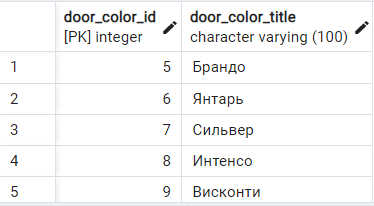 door_color_id door_color_title
[PK] integer character varying (100)
1 5 Брандо
2 6 Янтарь
3 7 Сильвер
4 8 Интенсо
5 9 Висконти